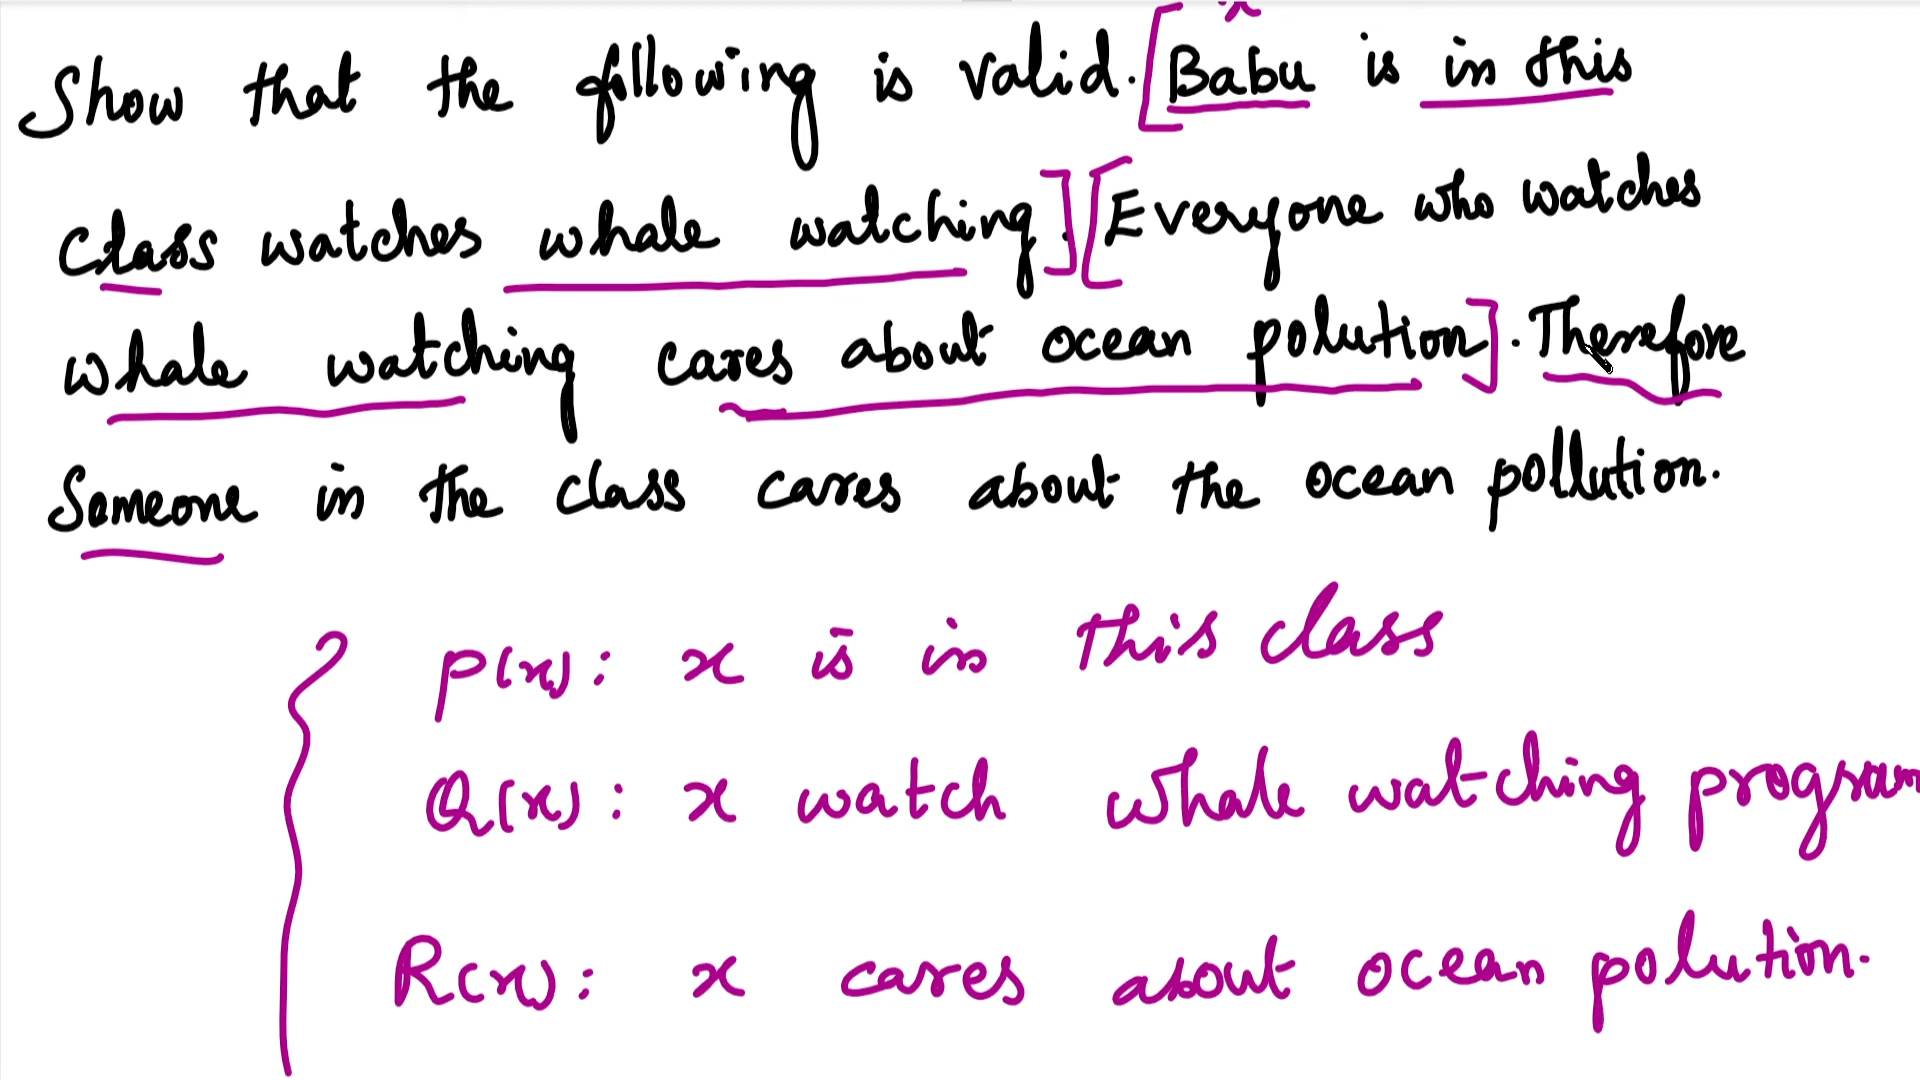 Show that the following is valid. [Babu is in this
Class watches whale watching.] [Everyone who watches
whale watching cares about ocean polution]. Therefore
Someone in the class cares about the ocean pollution.
P(x): x is in this class
Q(x): x watch whale watching program
R(x): x cares about ocean polution.